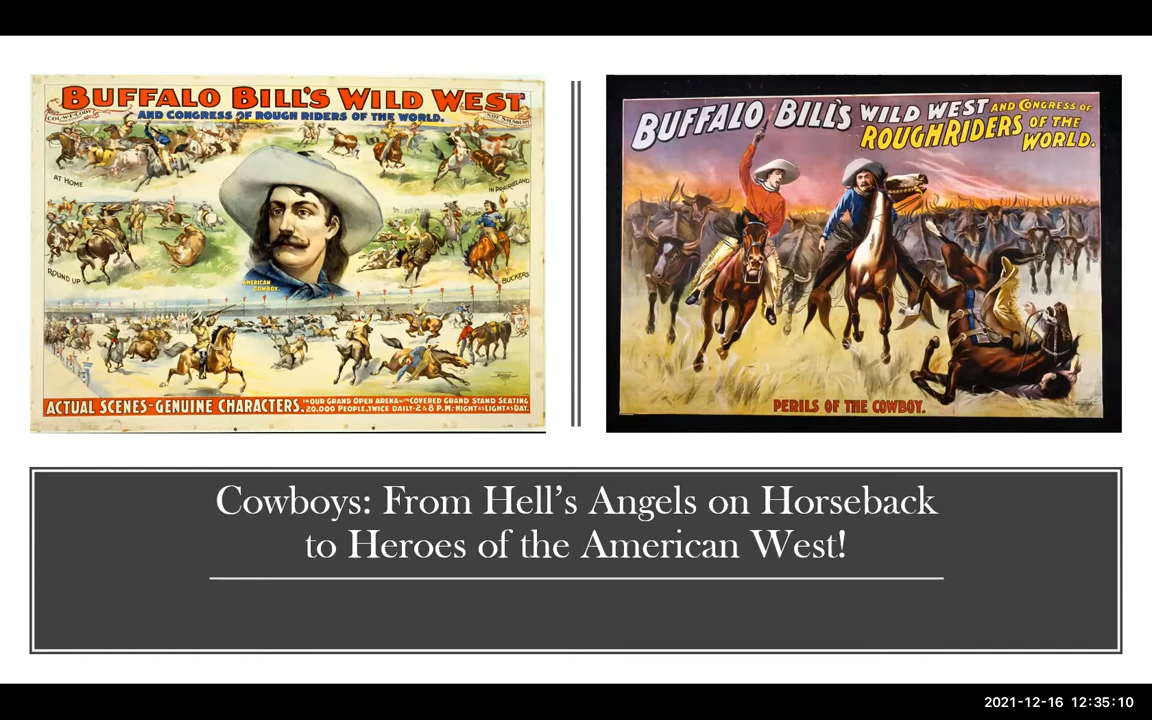 BUFFALO BILL'S WILD WEST
AND CONGRESS OF ROUGH RIDERS OF THE WORLD.
AT HOME
IN PRAIRIELAND
ROUND UP
BUCKERS
AMERICAN
COWBOY.
ACTUAL SCENES-GENUINE CHARACTERS. IN OUR GRAND OPEN ARENA WITH COVERED GRAND STAND SEATING
20,000 PEOPLE, TWICE DAILY-2 & 8 P.M.-NIGHT AS LIGHT AS DAY.
BUFFALO BILL'S WILD WEST AND CONGRESS OF
ROUGH RIDERS OF THE
WORLD.
PERILS OF THE COWBOY.
Cowboys: From Hell's Angels on Horseback
to Heroes of the American West!
2021-12-16 12:35:10